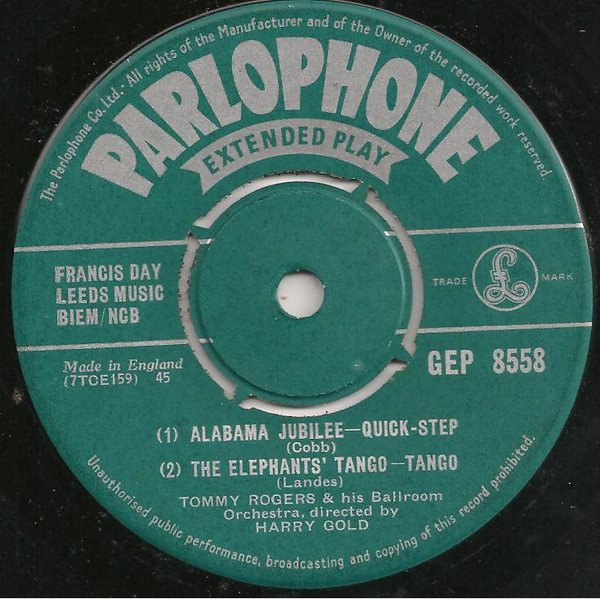 The Parlophone Co. Ltd.· All rights of the Manufacturer and of the Owner of the recorded work reserved.
PARLOPHONE
EXTENDED PLAY
FRANCIS DAY
LEEDS MUSIC
BIEM/NCB
TRADE £ MARK
Made in England
(7TCE159) 45
GEP 8558
(1) ALABAMA JUBILEE—QUICK-STEP
(Cobb)
(2) THE ELEPHANTS' TANGO—TANGO
(Landes)
TOMMY ROGERS & his Ballroom
Orchestra, directed by
HARRY GOLD
Unauthorised public performance, broadcasting and copying of this record prohibited.